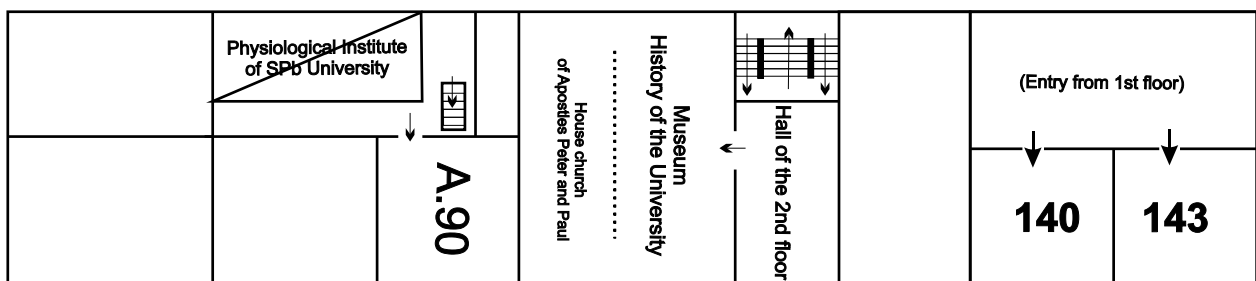 Physiological Institute
of SPb University
A.90
House church
of Apostles Peter and Paul
Museum
History of the University
Hall of the 2nd floor
(Entry from 1st floor)
140
143